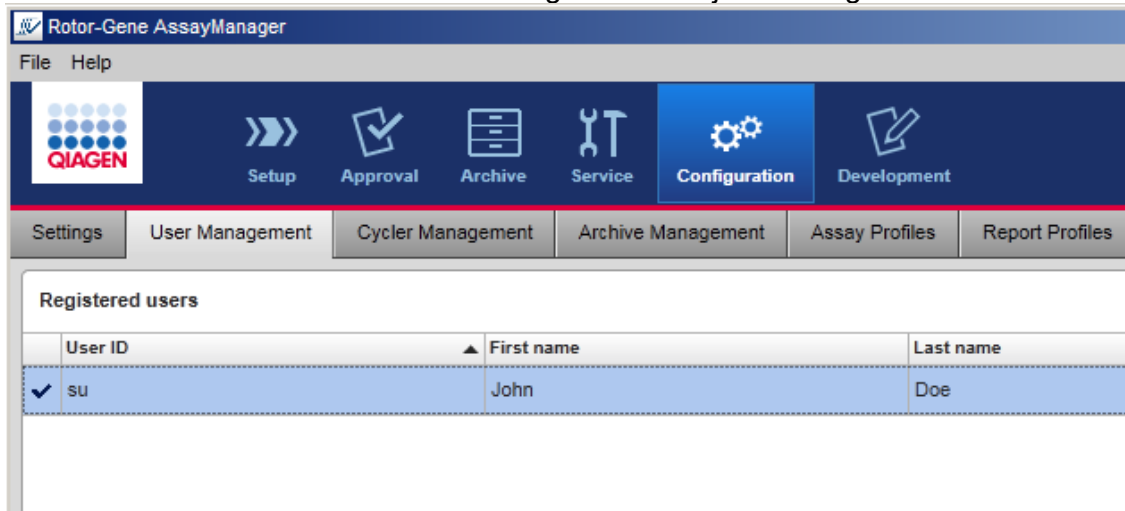 Rotor-Gene AssayManager
File Help
QIAGEN
Setup Approval Archive Service Configuration Development
Settings User Management Cycler Management Archive Management Assay Profiles Report Profiles
Registered users
User ID First name Last name
su John Doe